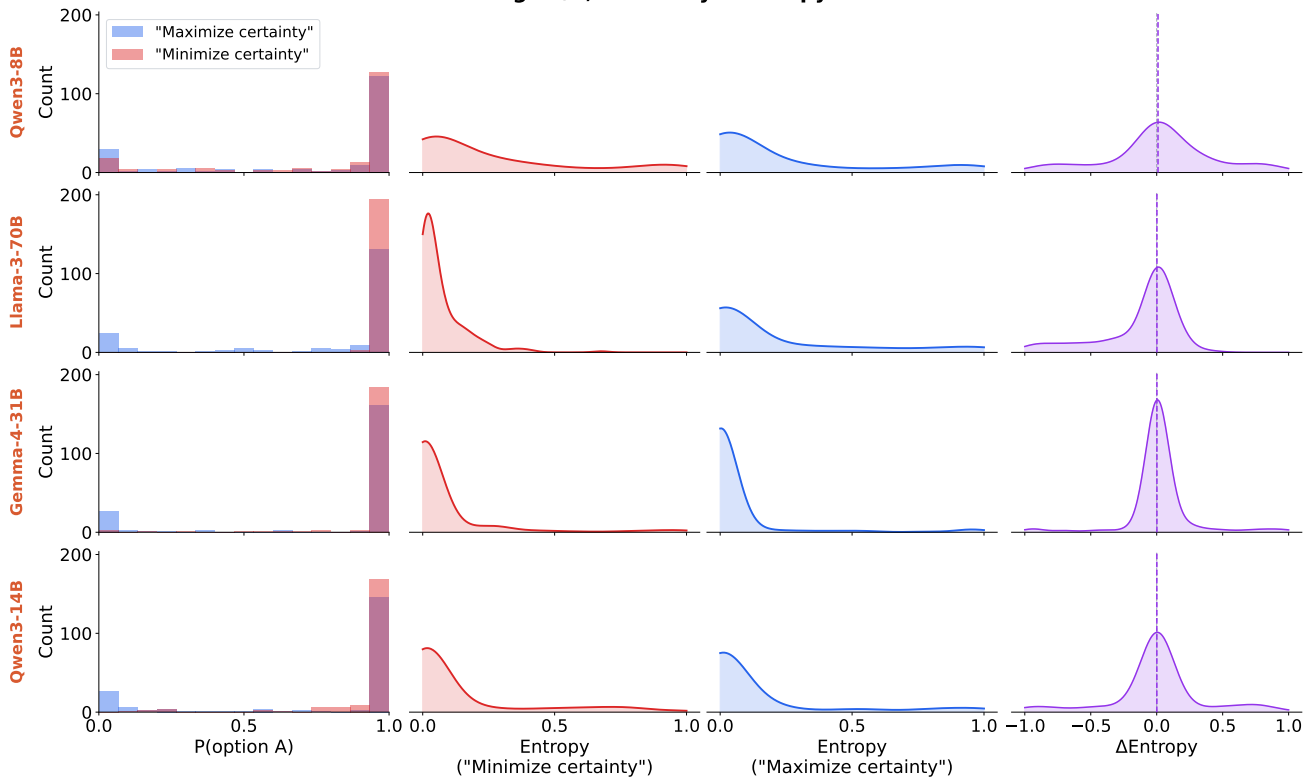 "Maximize certainty"
"Minimize certainty"
Qwen3-8B
Count
200
100
0
Llama-3-70B
Count
200
100
0
Gemma-4-31B
Count
200
100
0
Qwen3-14B
Count
200
100
0
0.0 0.5 1.0
P(option A)
0.0 0.5 1.0
Entropy
("Minimize certainty")
0.0 0.5 1.0
Entropy
("Maximize certainty")
−1.0 −0.5 0.0 0.5 1.0
ΔEntropy